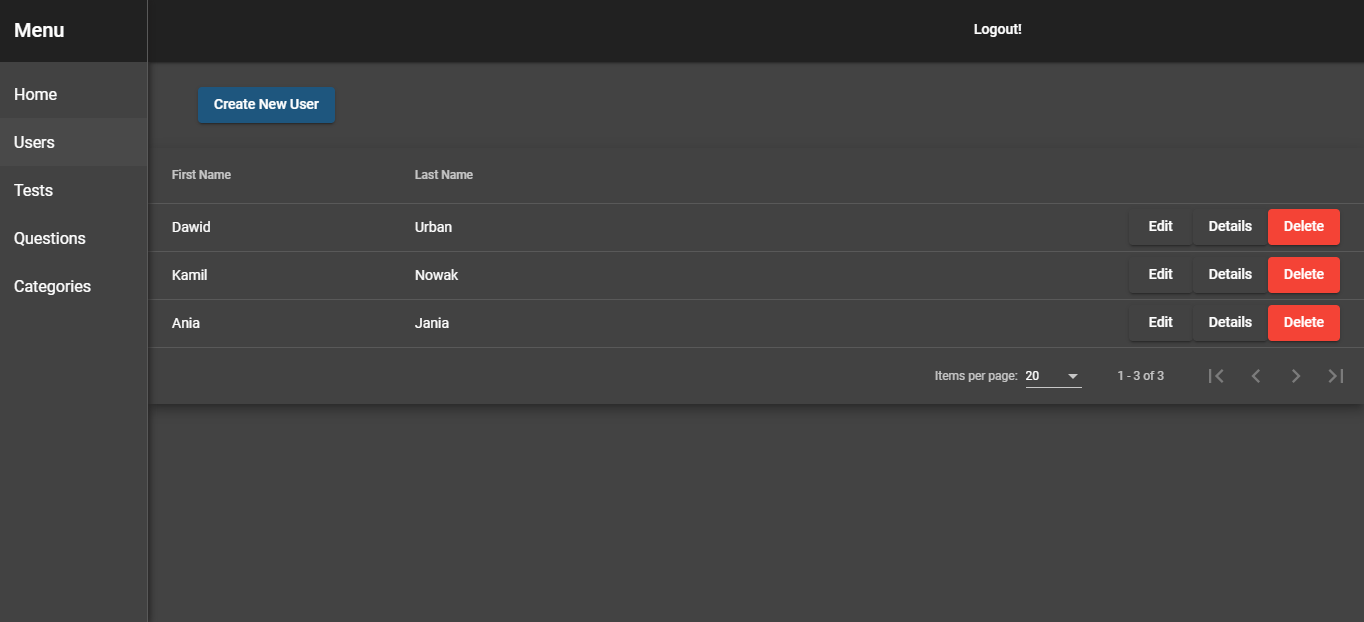 Menu
Logout!
Home
Users
Tests
Questions
Categories
Create New User
First Name Last Name
Dawid Urban Edit Details Delete
Kamil Nowak Edit Details Delete
Ania Jania Edit Details Delete
Items per page: 20 1 - 3 of 3